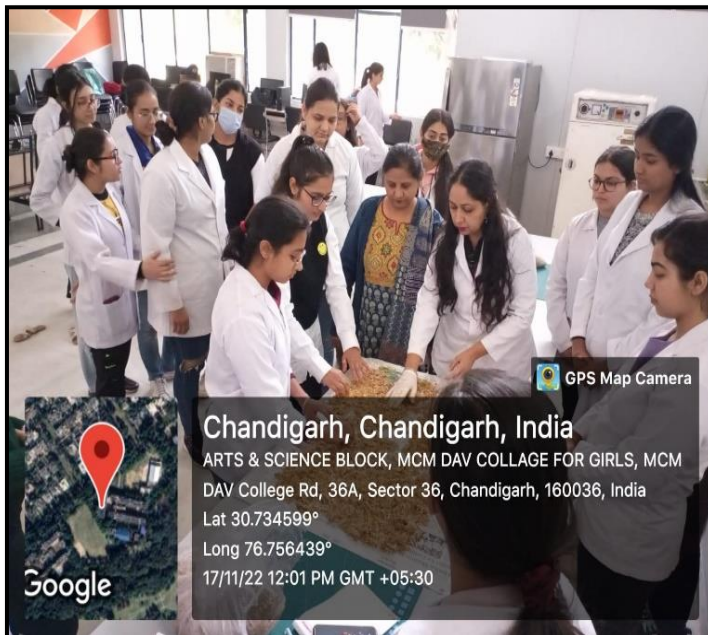 GPS Map Camera
Chandigarh, Chandigarh, India
ARTS & SCIENCE BLOCK, MCM DAV COLLAGE FOR GIRLS, MCM
DAV College Rd, 36A, Sector 36, Chandigarh, 160036, India
Lat 30.734599°
Long 76.756439°
17/11/22 12:01 PM GMT +05:30
Google